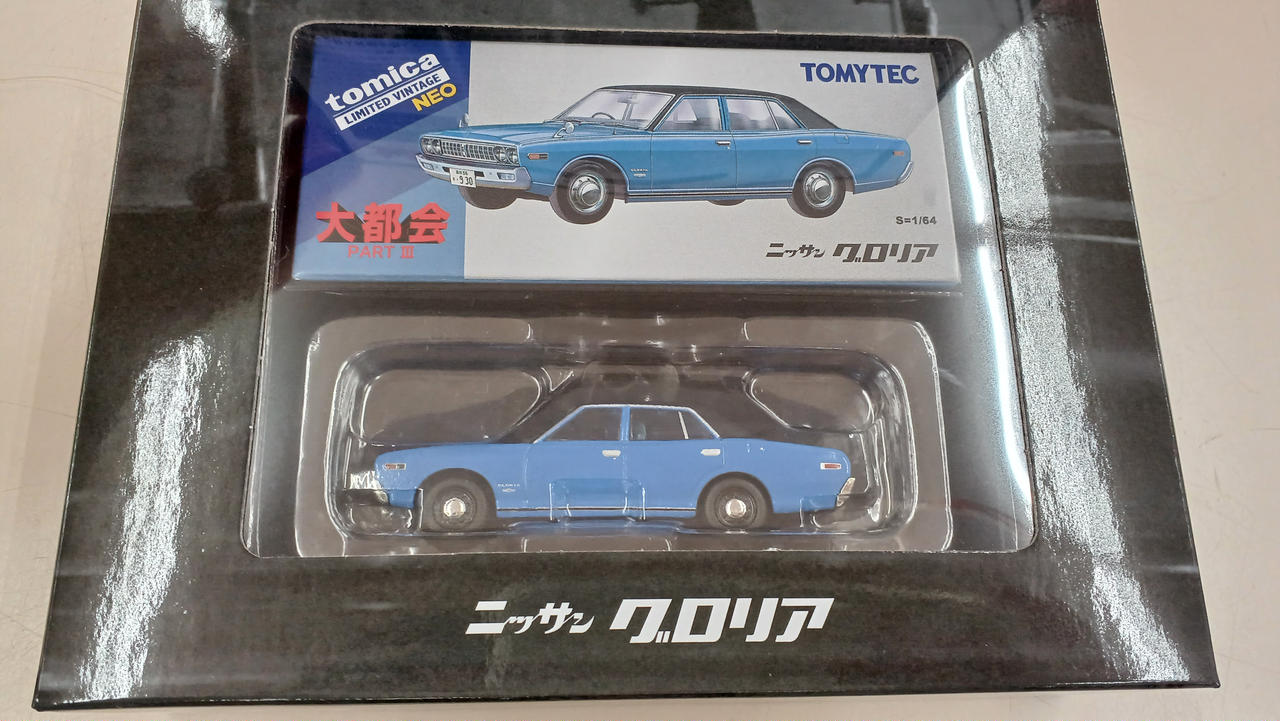 tomica
LIMITED VINTAGE
NEO
TOMYTEC
930
大都会
PART III
S=1/64
ニッサン グロリア
ニッサン グロリア